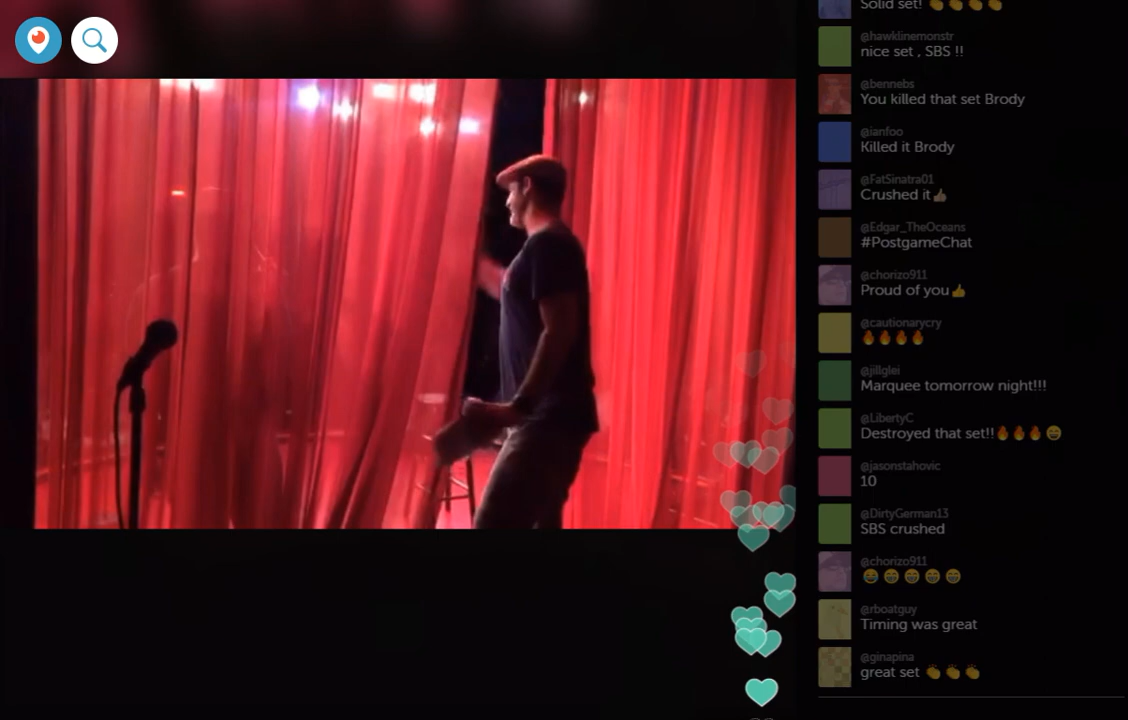 Solid set! 👏👏👏👏
@hawklinemonstr
nice set , SBS !!
@bennebs
You killed that set Brody
@ianfoo
Killed it Brody
@FatSinatra01
Crushed it👍
@Edgar_TheOceans
#PostgameChat
@chorizo911
Proud of you👍
@cautionarycry
🔥🔥🔥🔥
@jillglei
Marquee tomorrow night!!!
@LibertyC
Destroyed that set!!🔥🔥🔥😄
@jasonstahovic
10
@DirtyGerman13
SBS crushed
@chorizo911
😂😁😁😁😁
@rboatguy
Timing was great
@ginapina
great set 👏👏👏